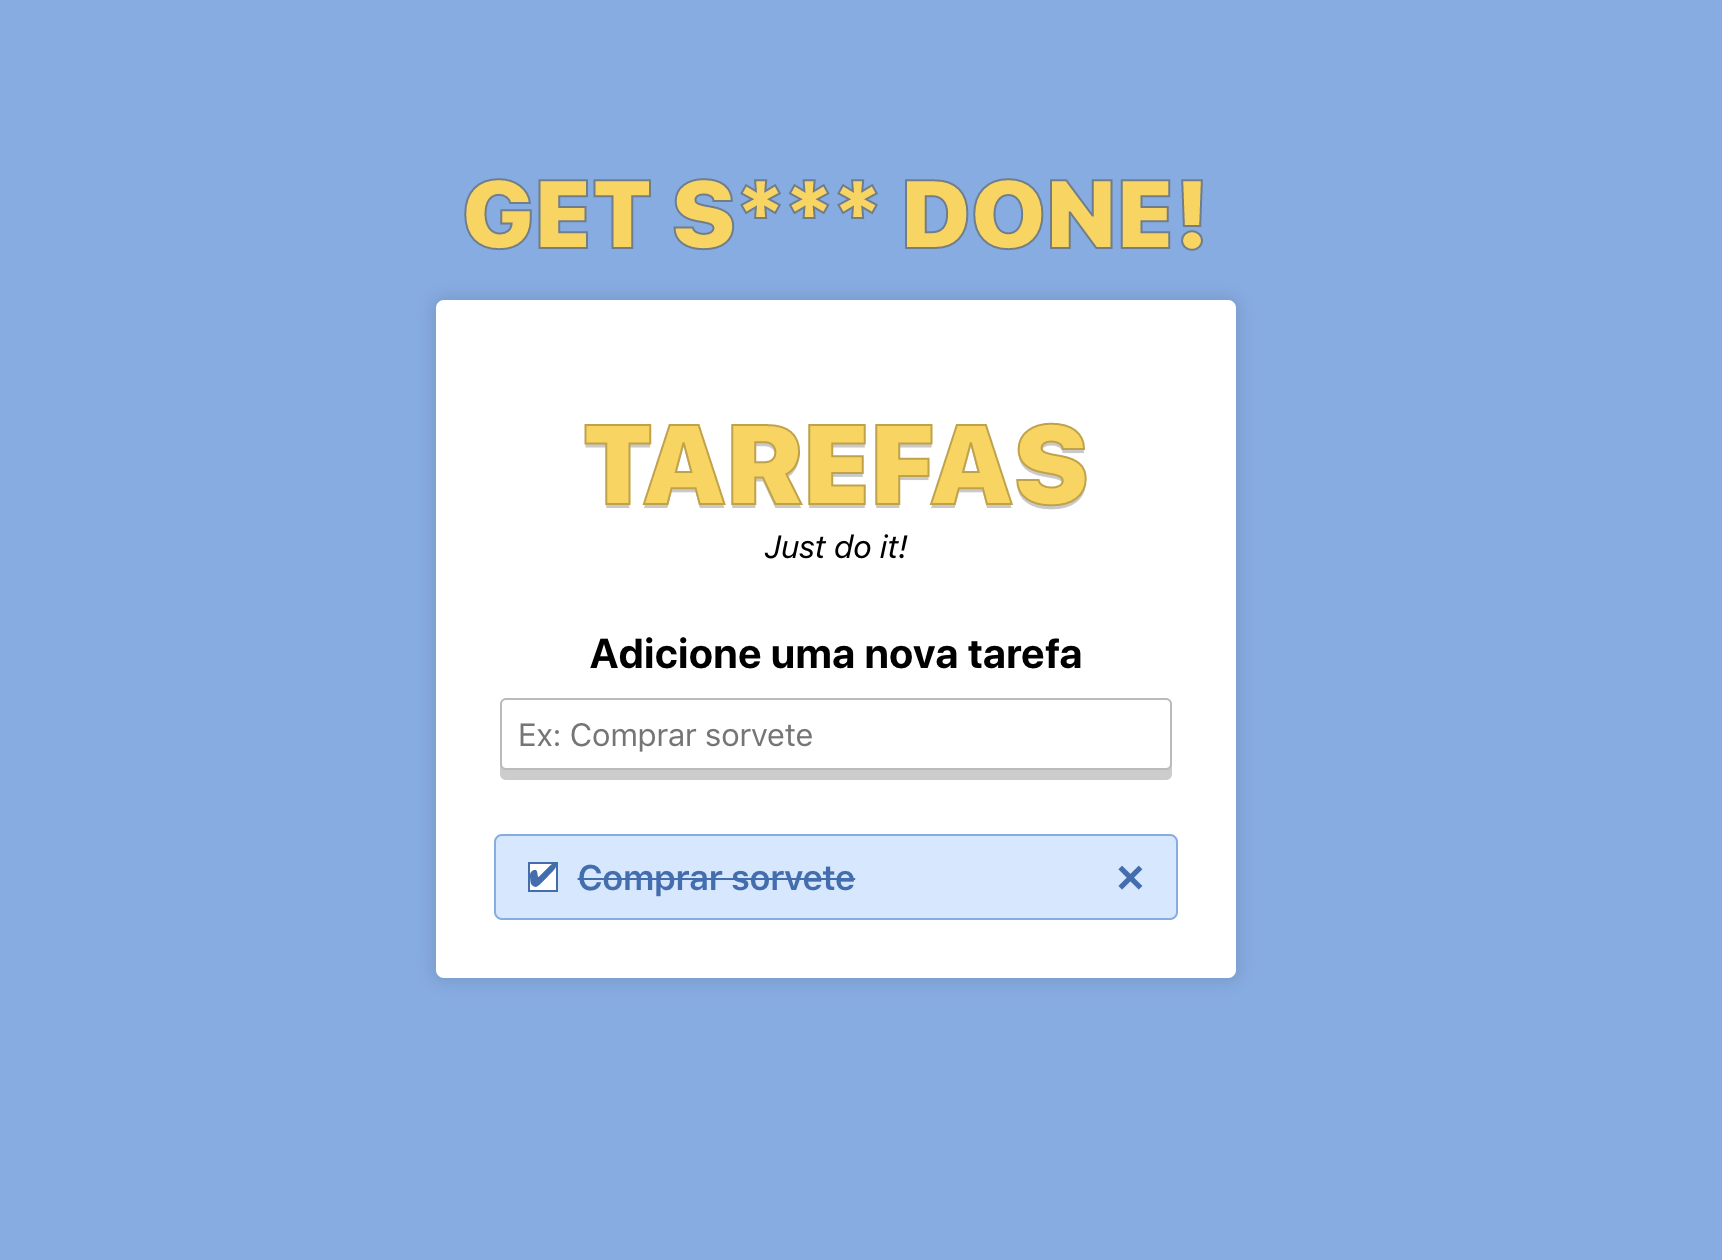 GET S*** DONE!
TAREFAS
Just do it!
Adicione uma nova tarefa
Ex: Comprar sorvete
Comprar sorvete